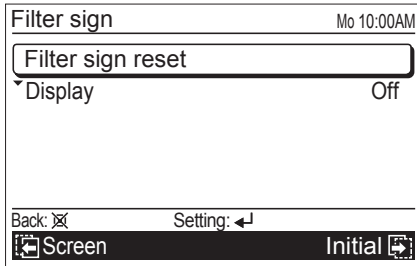 Filter sign Mo 10:00AM
Filter sign reset
Display Off
Back: Setting:
Screen Initial